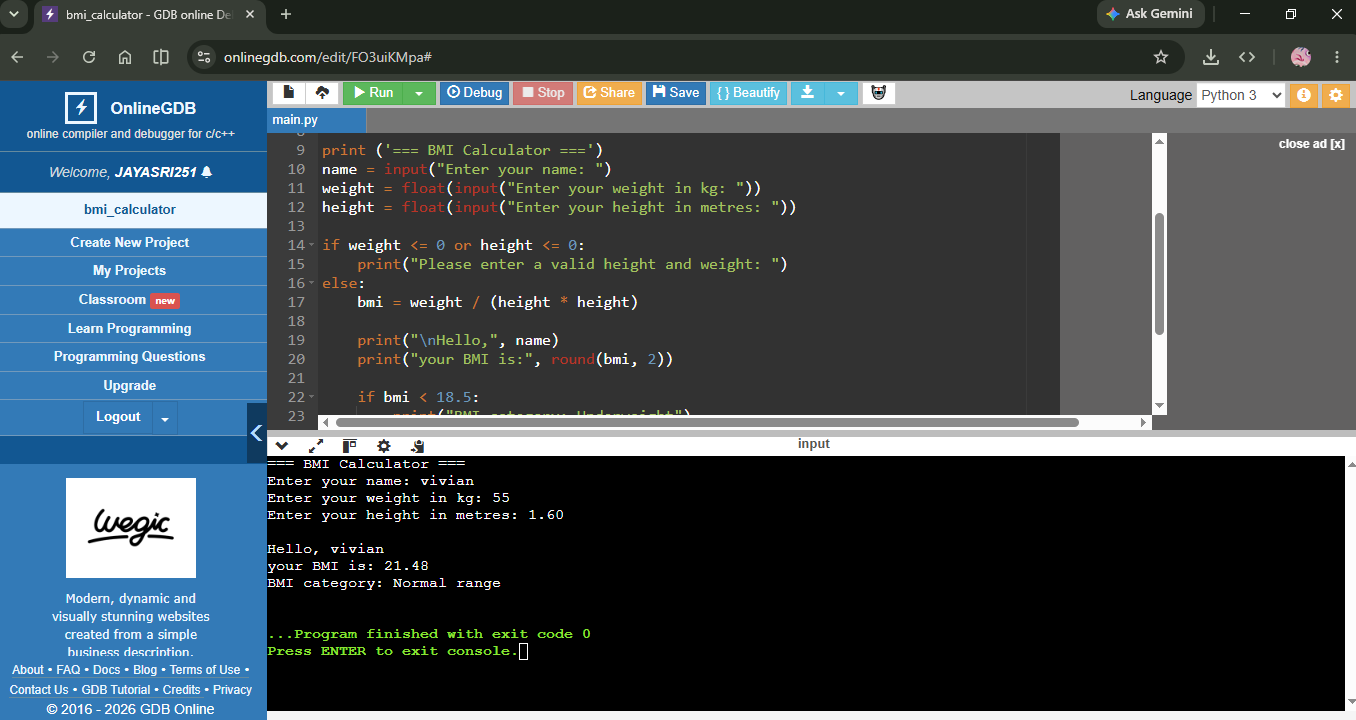 bmi_calculator - GDB online De
Ask Gemini
onlinegdb.com/edit/FO3uiKMpa#
OnlineGDB
online compiler and debugger for c/c++
Welcome, JAYASRI251
bmi_calculator
Create New Project
My Projects
Classroom new
Learn Programming
Programming Questions
Upgrade
Logout
wegic
Modern, dynamic and
visually stunning websites
created from a simple
business description.
About • FAQ • Docs • Blog • Terms of Use •
Contact Us • GDB Tutorial • Credits • Privacy
© 2016 - 2026 GDB Online
Run Debug Stop Share Save { } Beautify
Language Python 3
main.py
close ad [x]
8
9 print ('=== BMI Calculator ===')
10 name = input("Enter your name: ")
11 weight = float(input("Enter your weight in kg: "))
12 height = float(input("Enter your height in metres: "))
13
14 if weight <= 0 or height <= 0:
15 print("Please enter a valid height and weight: ")
16 else:
17 bmi = weight / (height * height)
18
19 print("\nHello,", name)
20 print("your BMI is:", round(bmi, 2))
21
22 if bmi < 18.5:
23 print("BMI category: Underweight")
input
=== BMI Calculator ===
Enter your name: vivian
Enter your weight in kg: 55
Enter your height in metres: 1.60
Hello, vivian
your BMI is: 21.48
BMI category: Normal range
...Program finished with exit code 0
Press ENTER to exit console.